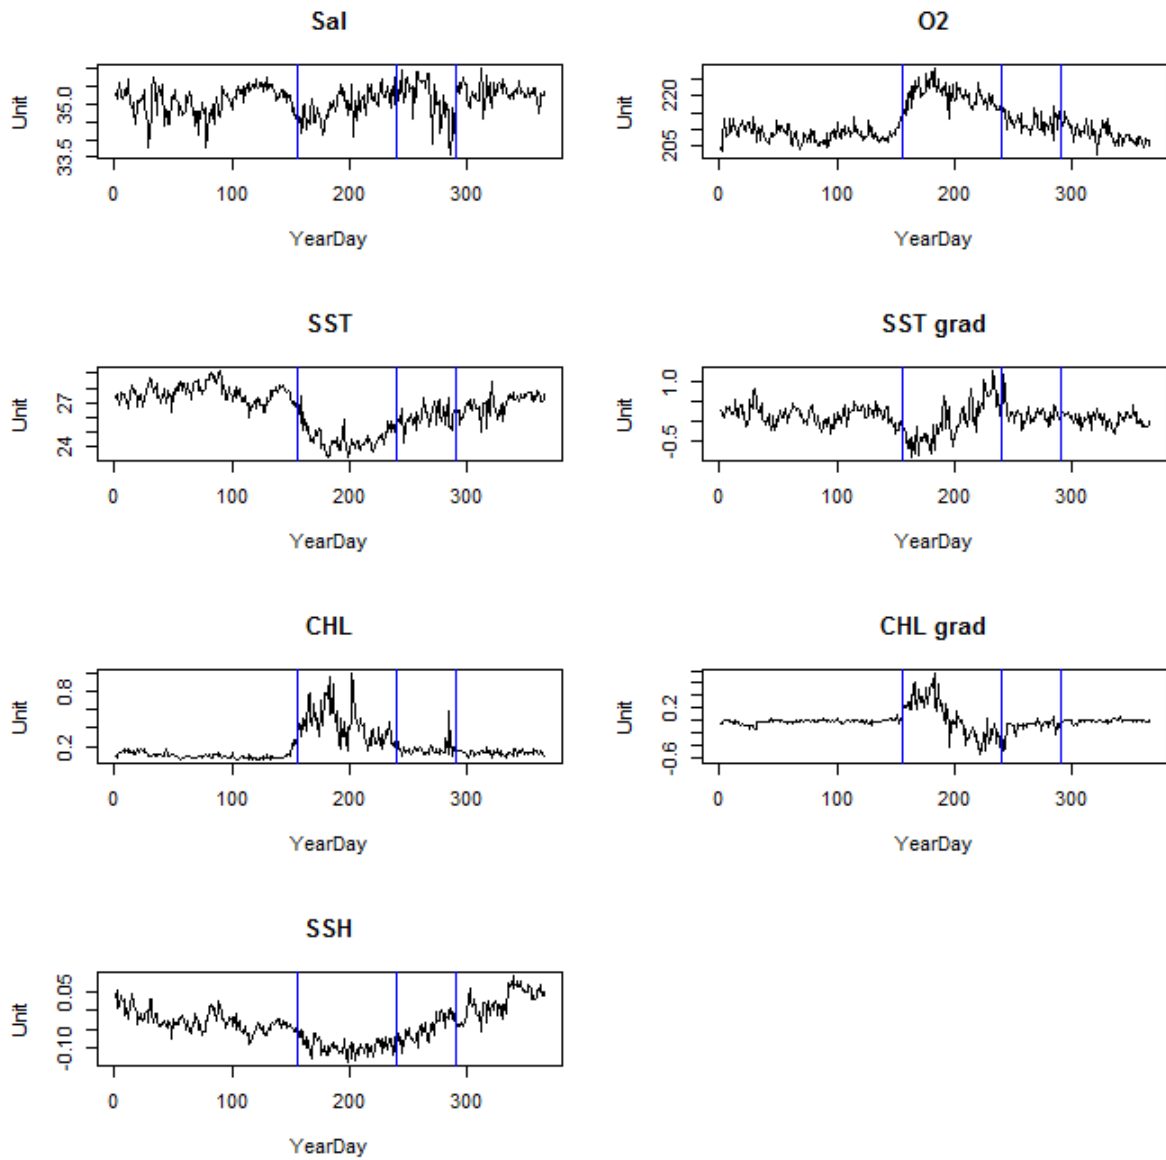 Sal
Unit
33.5 35.0
0 100 200 300
YearDay
O2
Unit
205 220
0 100 200 300
YearDay
SST
Unit
24 27
0 100 200 300
YearDay
SST grad
Unit
-0.5 1.0
0 100 200 300
YearDay
CHL
Unit
0.2 0.8
0 100 200 300
YearDay
CHL grad
Unit
-0.6 0.2
0 100 200 300
YearDay
SSH
Unit
-0.10 0.05
0 100 200 300
YearDay